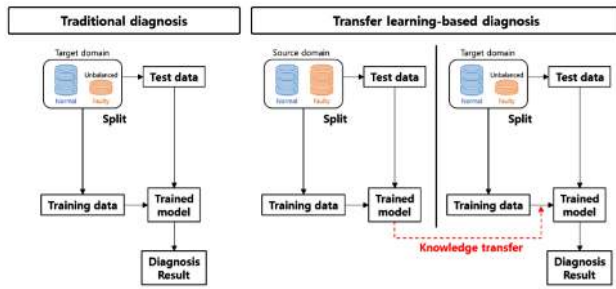 Traditional diagnosis
Target domain
Unbalanced
Normal
Faulty
Test data
Split
Training data
Trained
model
Diagnosis
Result
Transfer learning-based diagnosis
Source domain
Normal
Faulty
Test data
Split
Training data
Trained
model
Target domain
Unbalanced
Normal
Faulty
Test data
Split
Training data
Trained
model
Knowledge transfer
Diagnosis
Result